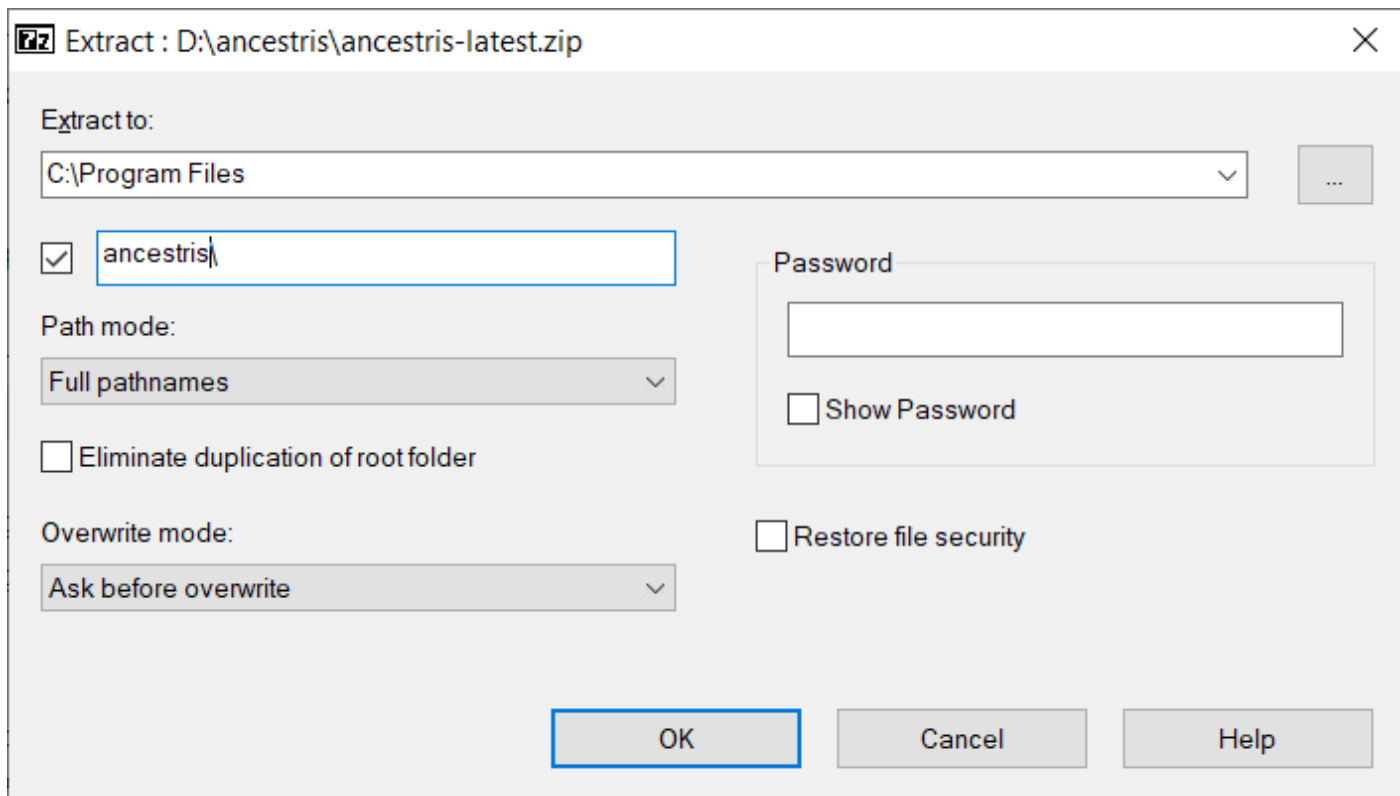 7z Extract : D:\ancestris\ancestris-latest.zip
Extract to:
C:\Program Files
...
ancestris\
Password
Path mode:
Full pathnames
Show Password
Eliminate duplication of root folder
Overwrite mode:
Restore file security
Ask before overwrite
OK Cancel Help